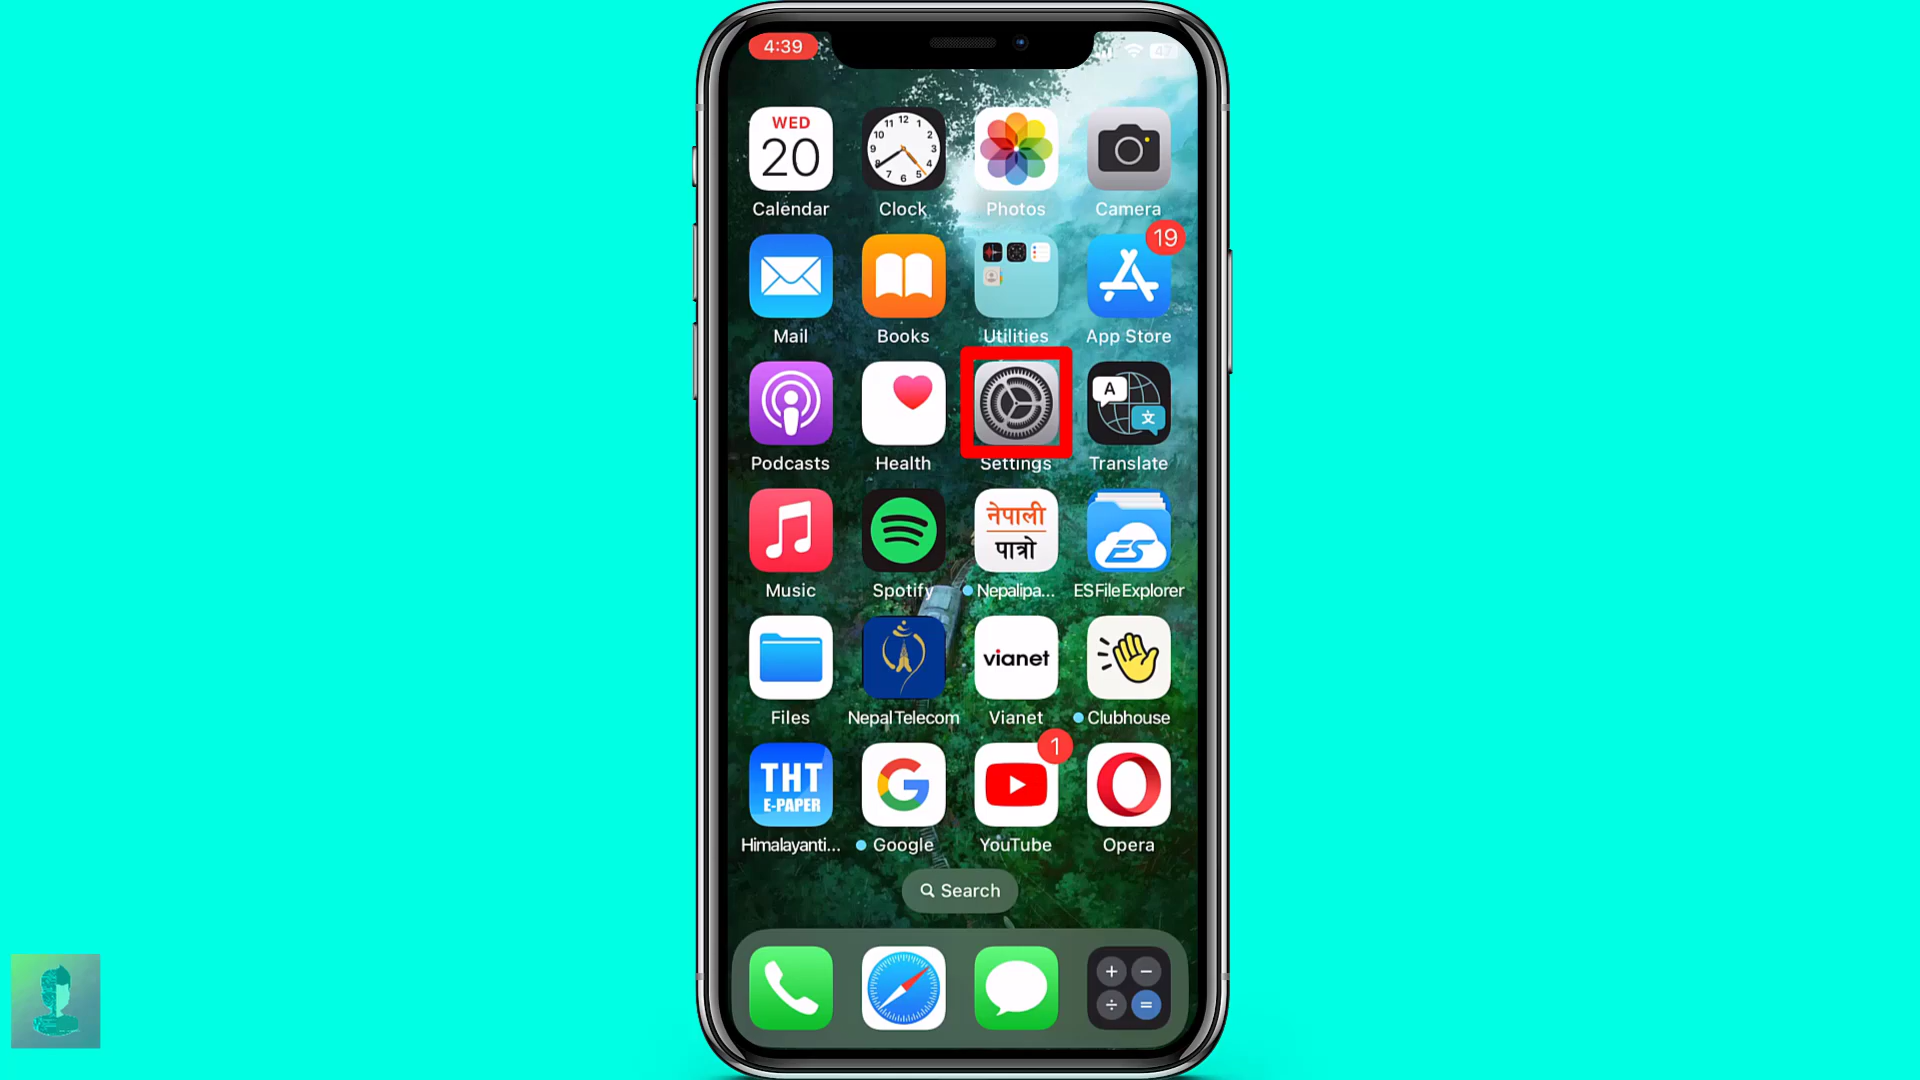 4:39
47
WED
20
Calendar
Clock
Photos
Camera
19
Mail
Books
Utilities
App Store
A
文
Podcasts
Health
Settings
Translate
नेपाली
पात्रो
ES
Music
Spotify
Nepalipa...
ES File Explorer
vianet
Files
Nepal Telecom
Vianet
Clubhouse
THT
E-PAPER
G
1
Himalayanti...
Google
YouTube
Opera
Search
+ −
÷ =